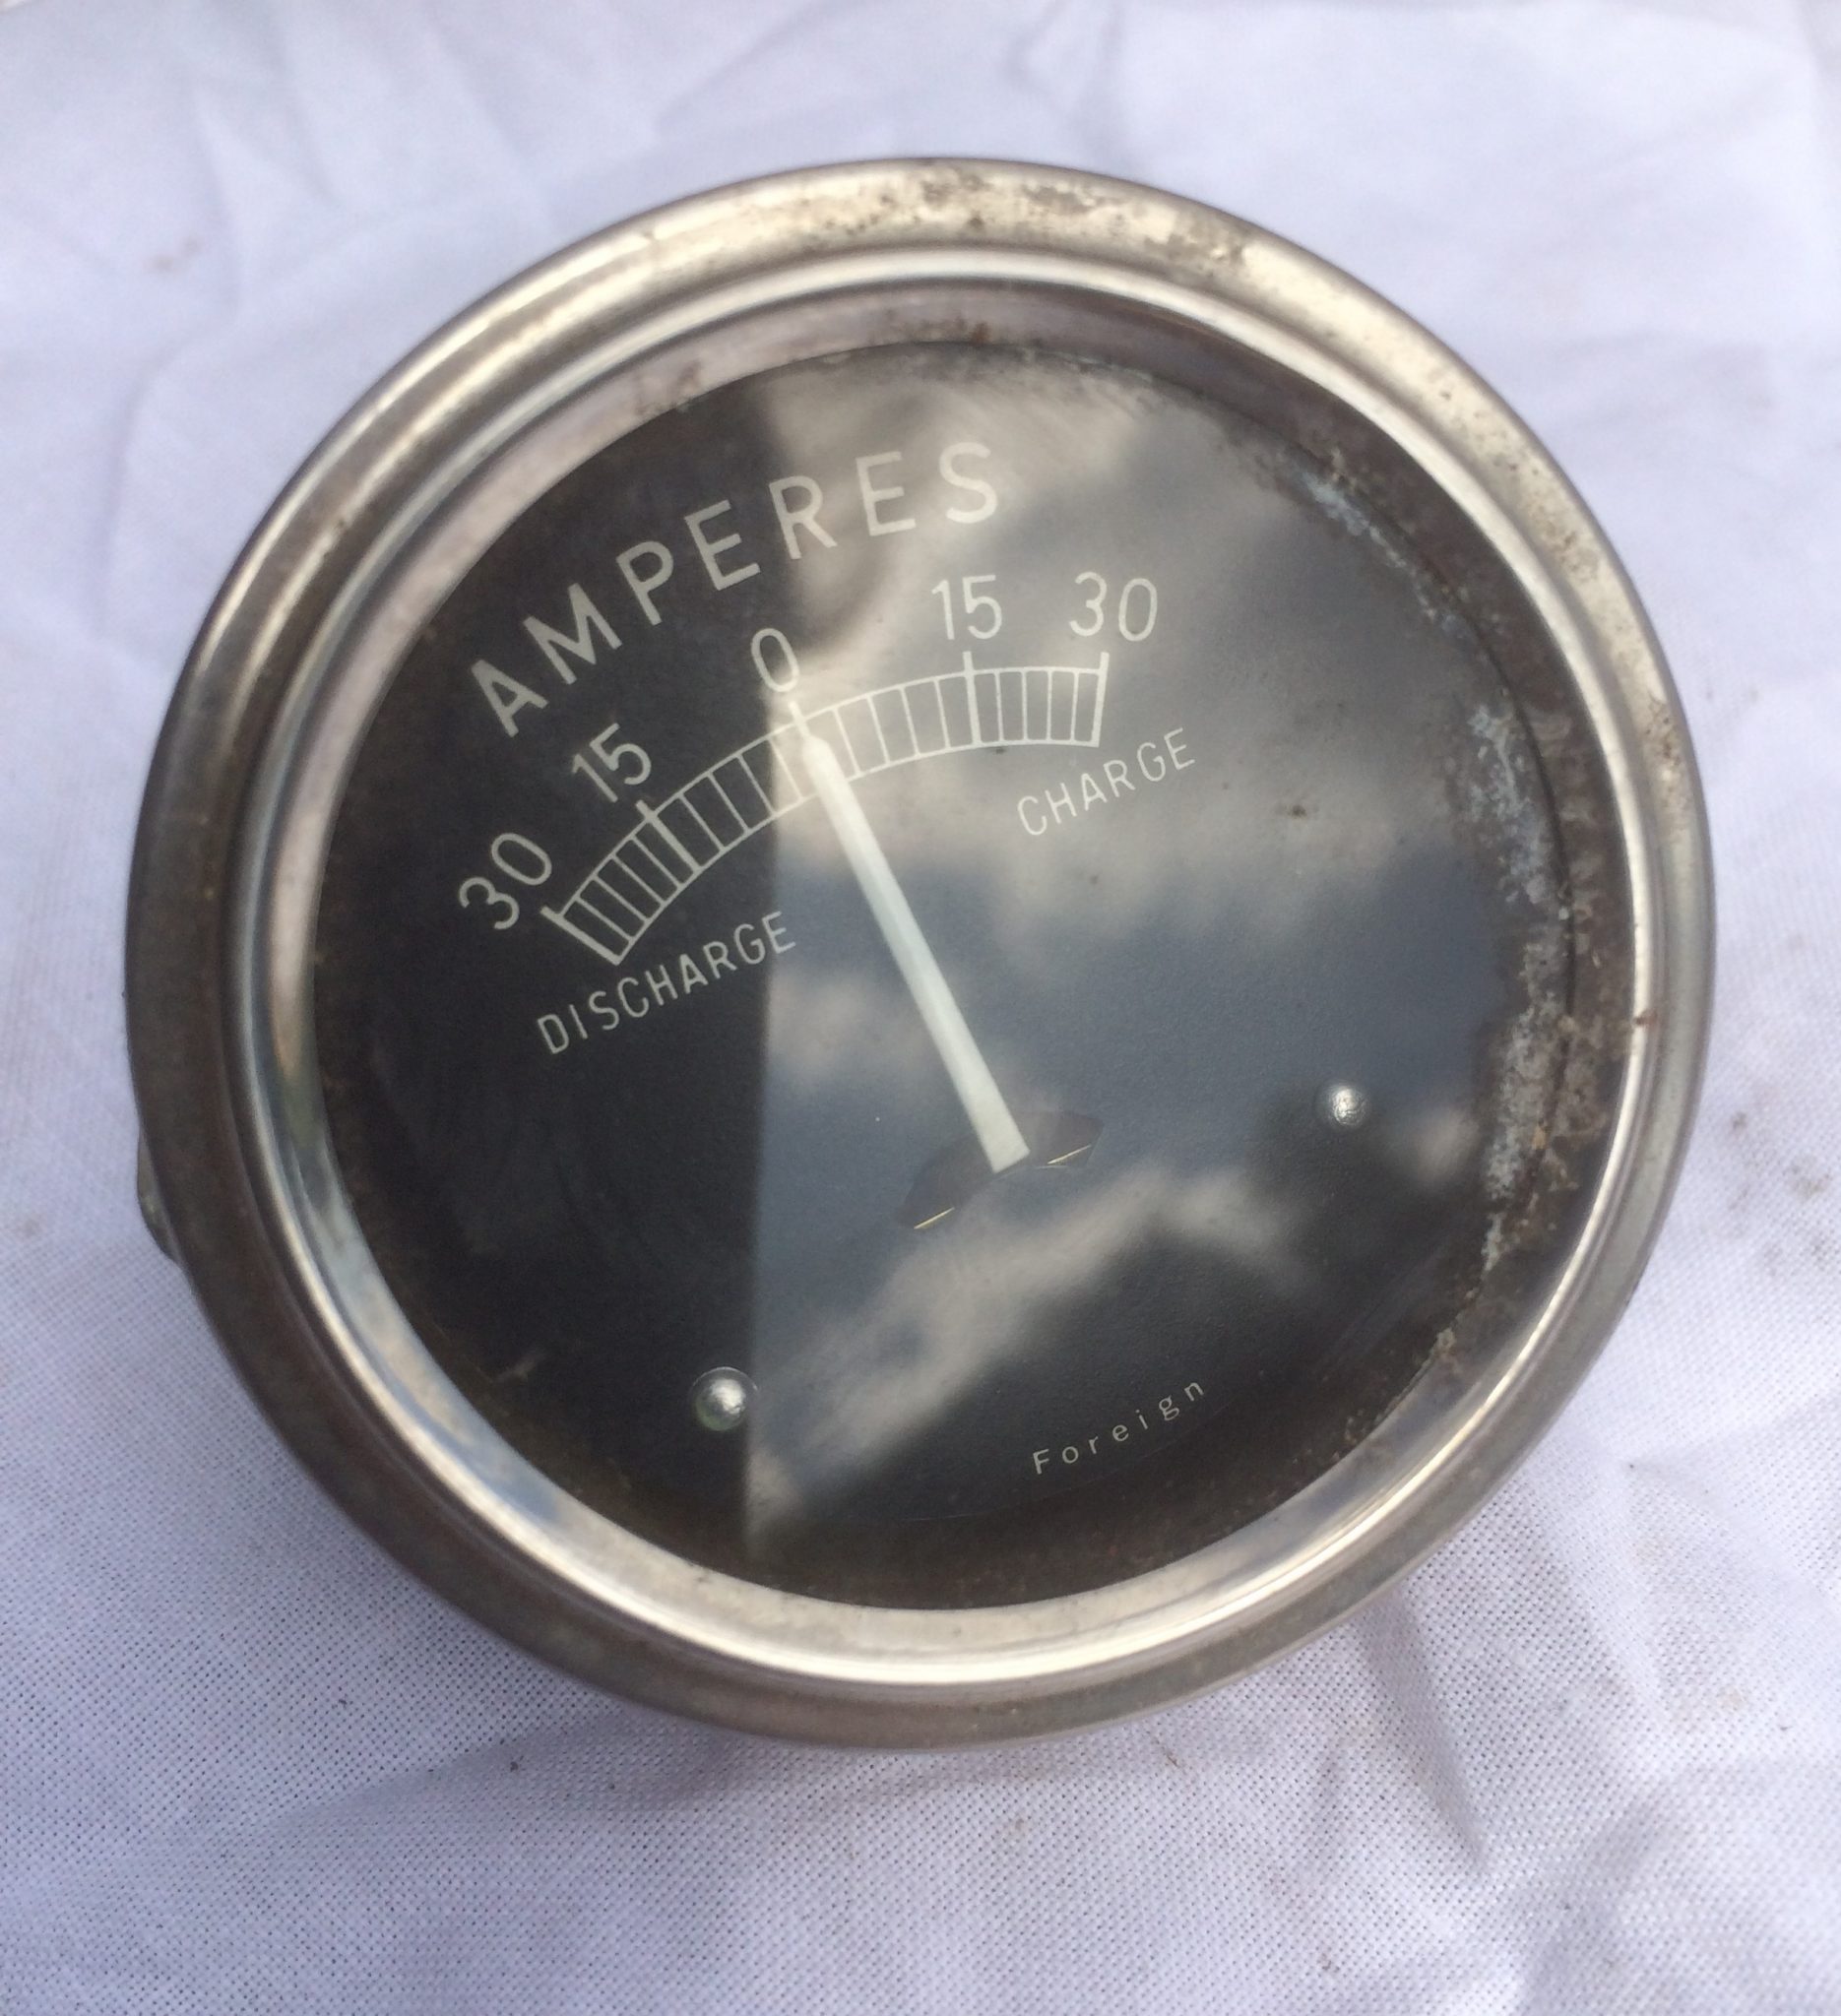 AMPERES
30 15 0 15 30
DISCHARGE CHARGE
Foreign